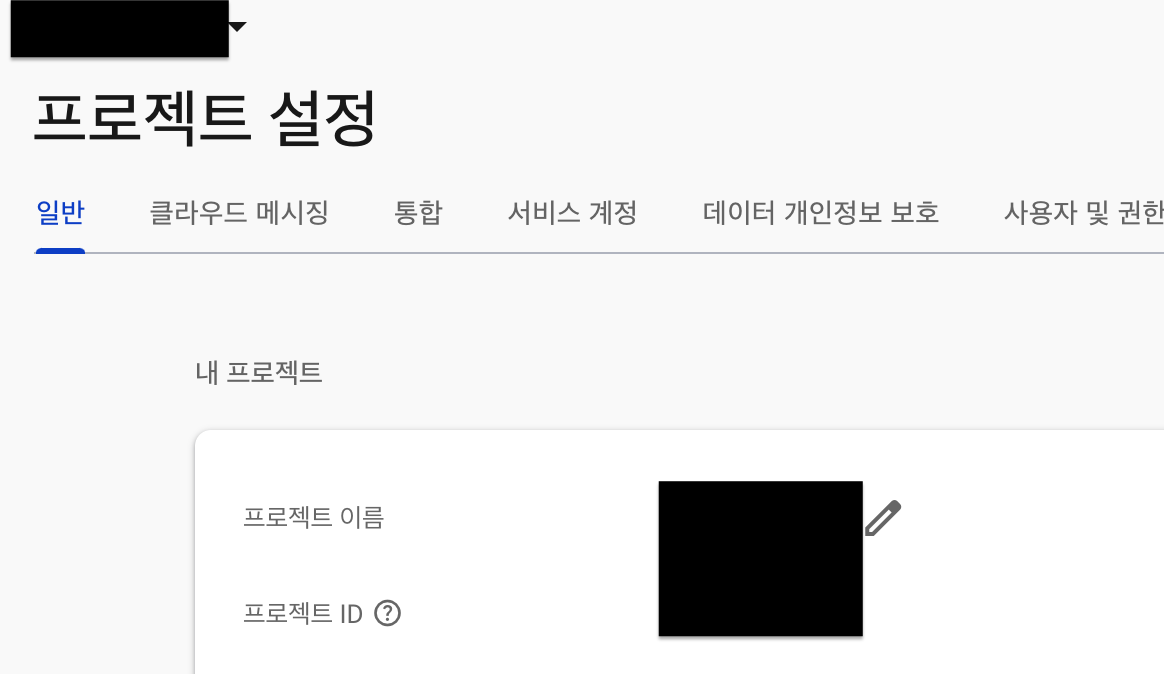 프로젝트 설정
일반 클라우드 메시징 통합 서비스 계정 데이터 개인정보 보호 사용자 및 권한
내 프로젝트
프로젝트 이름
프로젝트 ID